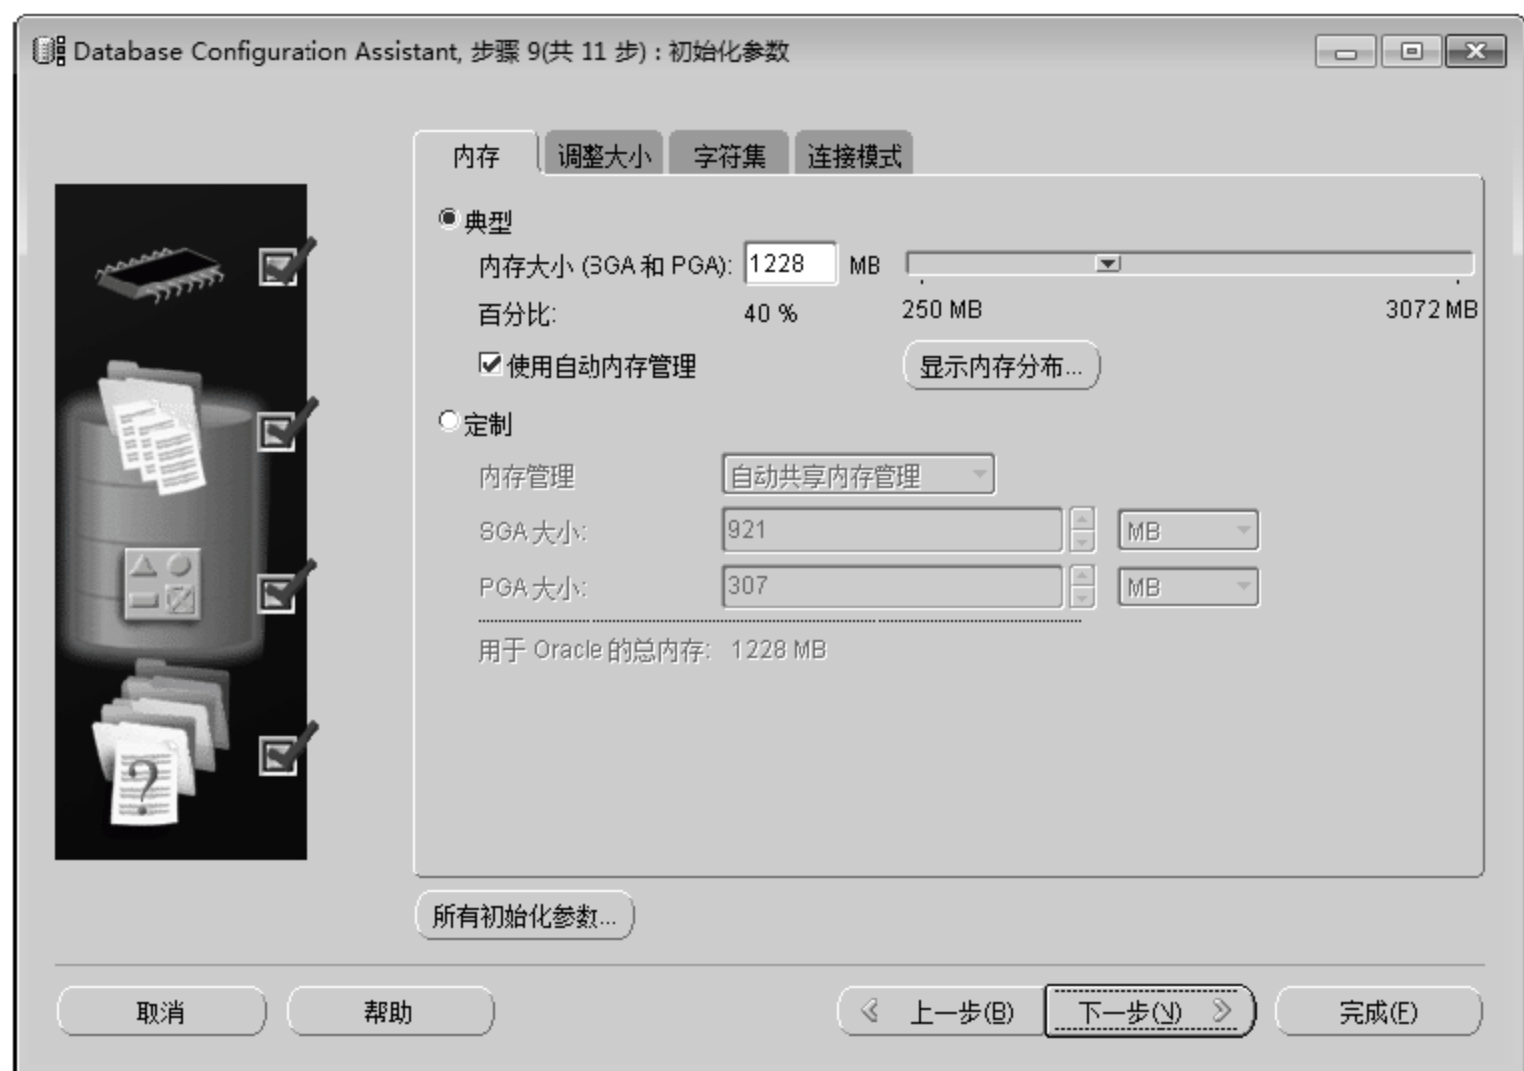 Database Configuration Assistant, 步骤 9(共 11 步) : 初始化参数
内存 调整大小 字符集 连接模式
典型
内存大小 (SGA 和 PGA): 1228 MB
百分比: 40 % 250 MB 3072 MB
使用自动内存管理 显示内存分布...
定制
内存管理 自动共享内存管理
SGA 大小: 921 MB
PGA 大小: 307 MB
用于 Oracle 的总内存: 1228 MB
?
所有初始化参数...
取消 帮助 上一步(B) 下一步(N) 完成(F)